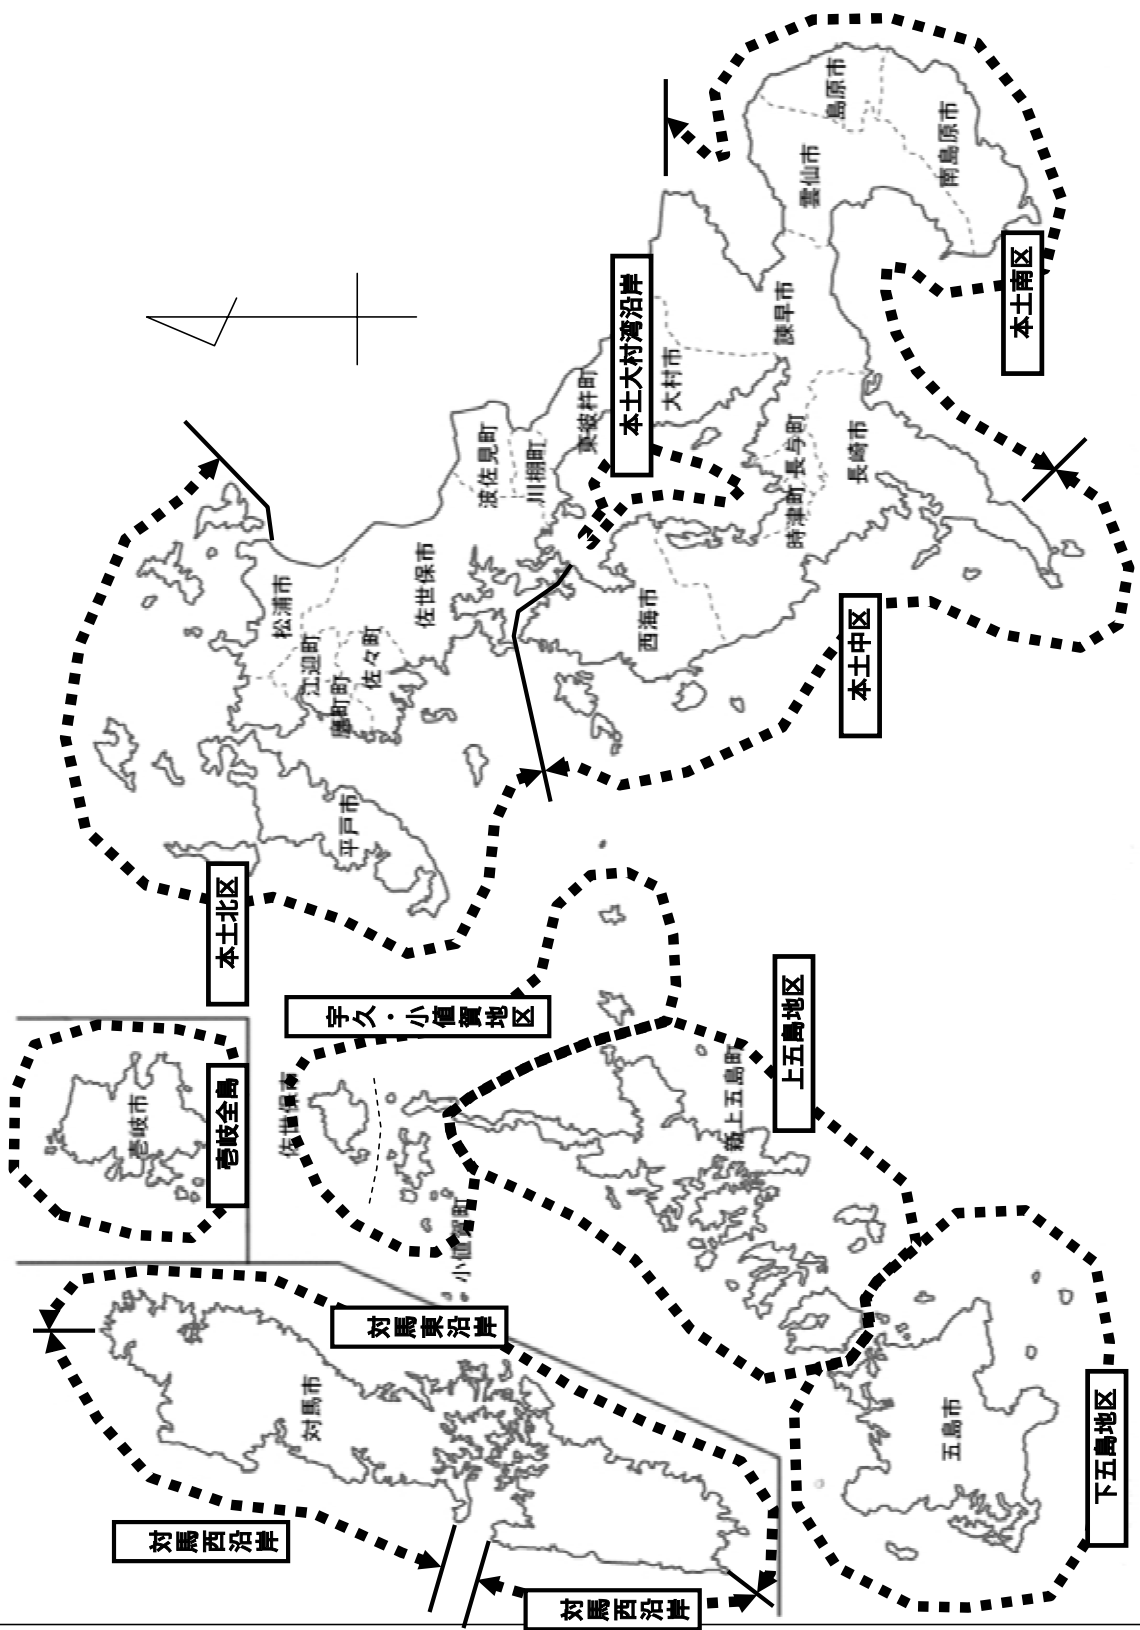 対馬西沿岸
対馬市
対馬東沿岸
対馬西沿岸
壱岐市
壱岐全島
本土北区
松浦市
江迎町
鹿町町
佐々町
平戸市
佐世保市
波佐見町
川棚町
東彼杵町
本土大村湾沿岸
大村市
西海市
諫早市
長与町
時津町
長崎市
本土中区
雲仙市
島原市
南島原市
本土南区
佐世保市
宇久・小値賀地区
小値賀町
新上五島町
上五島地区
五島市
下五島地区